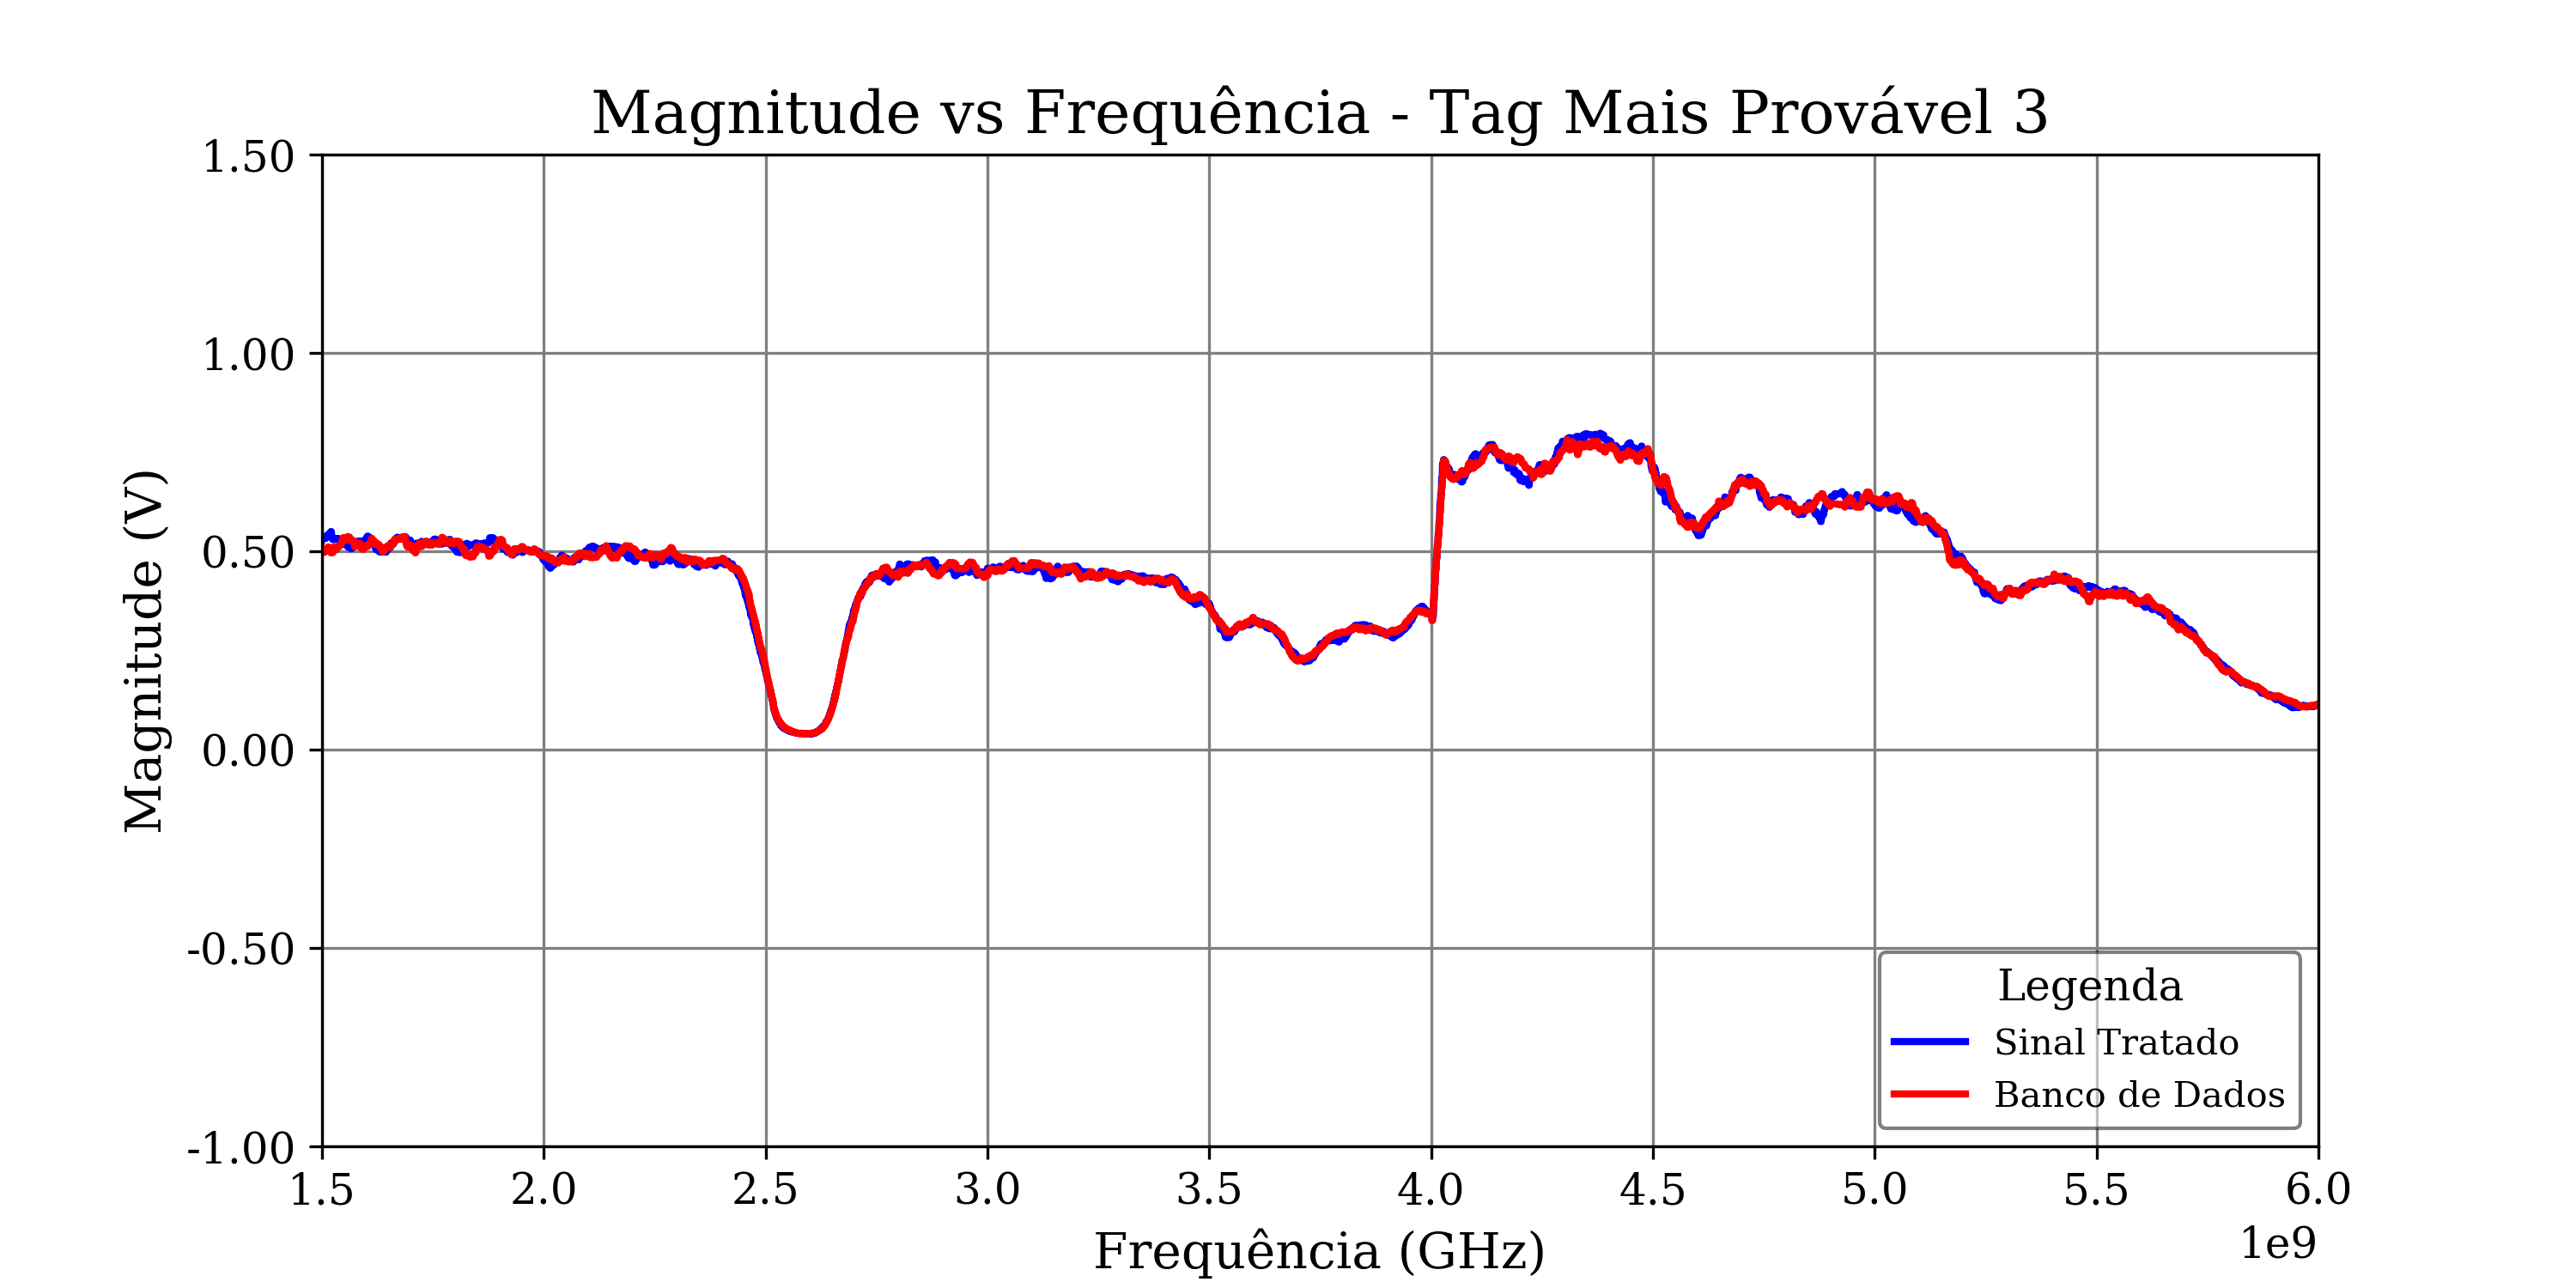 Magnitude vs Frequência - Tag Mais Provável 3
1.50
1.00
0.50
0.00
-0.50
-1.00
Magnitude (V)
Legenda
Sinal Tratado
Banco de Dados
1.5 2.0 2.5 3.0 3.5 4.0 4.5 5.0 5.5 6.0
1e9
Frequência (GHz)